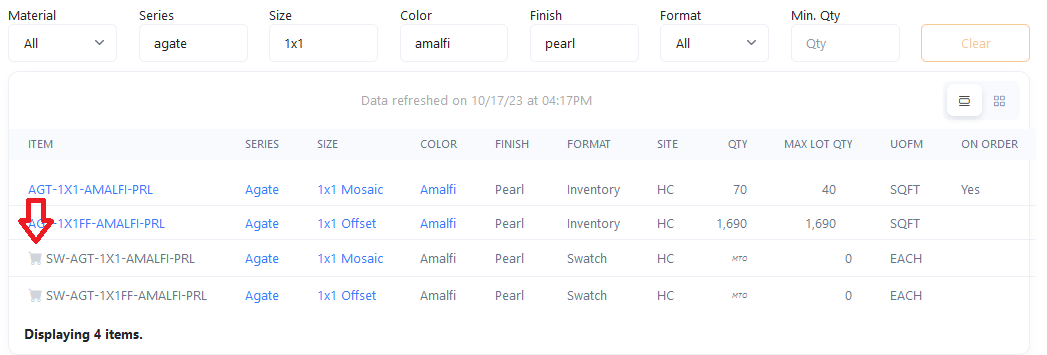 Material Series Size Color Finish Format Min. Qty
All agate 1x1 amalfi pearl All Qty Clear
Data refreshed on 10/17/23 at 04:17PM
ITEM SERIES SIZE COLOR FINISH FORMAT SITE QTY MAX LOT QTY UOFM ON ORDER
AGT-1X1-AMALFI-PRL Agate 1x1 Mosaic Amalfi Pearl Inventory HC 70 40 SQFT Yes
AGT-1X1FF-AMALFI-PRL Agate 1x1 Offset Amalfi Pearl Inventory HC 1,690 1,690 SQFT
SW-AGT-1X1-AMALFI-PRL Agate 1x1 Mosaic Amalfi Pearl Swatch HC MTO 0 EACH
SW-AGT-1X1FF-AMALFI-PRL Agate 1x1 Offset Amalfi Pearl Swatch HC MTO 0 EACH
Displaying 4 items.